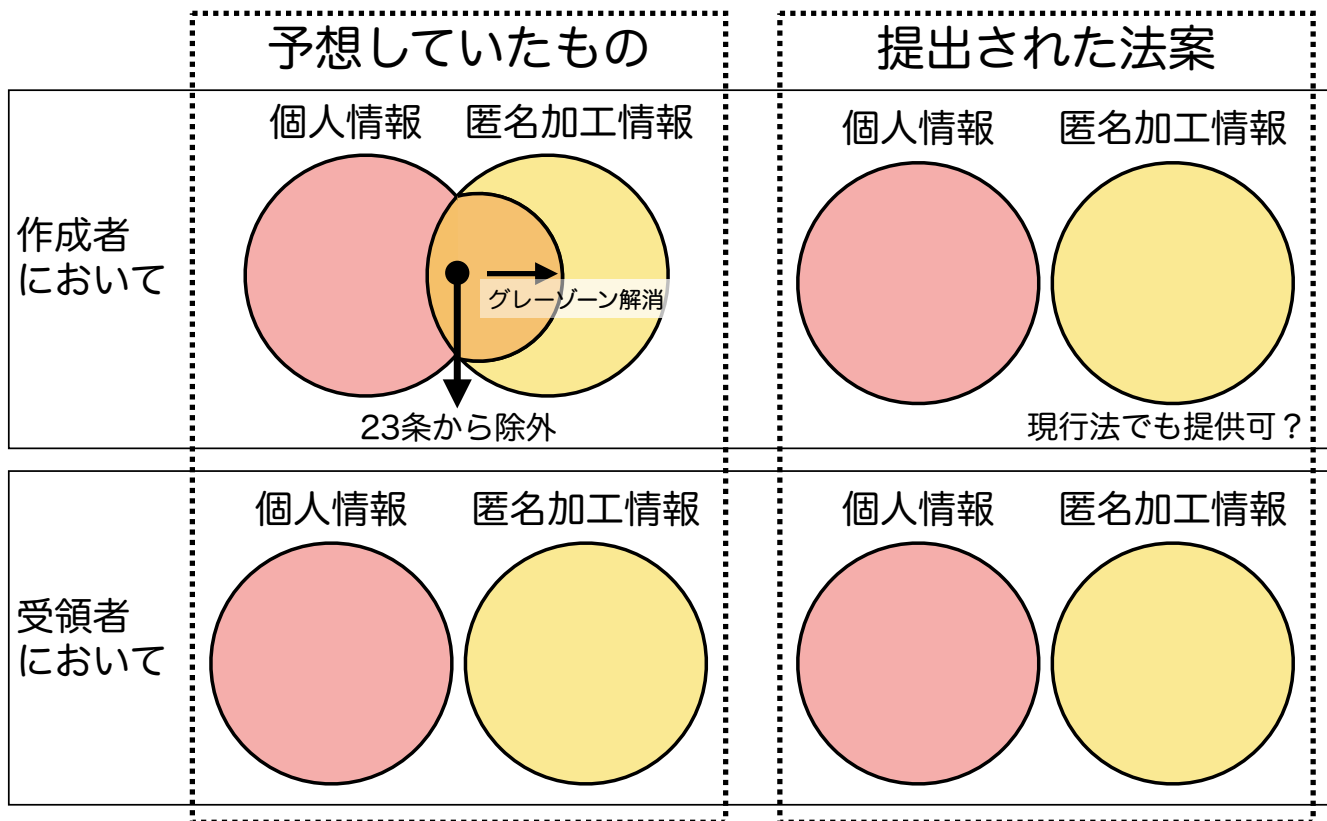 予想していたもの
提出された法案
作成者
において
個人情報
匿名加工情報
グレーゾーン解消
23条から除外
個人情報
匿名加工情報
現行法でも提供可？
受領者
において
個人情報
匿名加工情報
個人情報
匿名加工情報